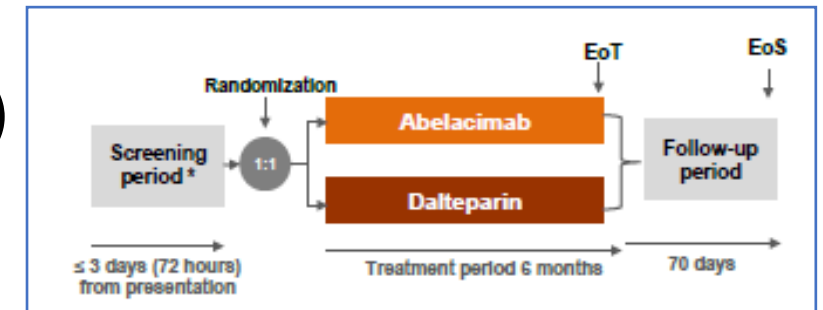 EoT
EoS
Randomization
Screening
period *
1:1
Abelacimab
Dalteparin
Follow-up
period
≤ 3 days (72 hours)
from presentation
Treatment period 6 months
70 days